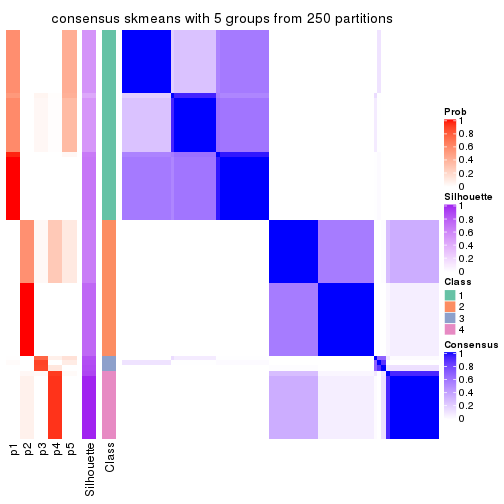 consensus skmeans with 5 groups from 250 partitions
Prob
1
0.8
0.6
0.4
0.2
0
Silhouette
1
0.8
0.6
0.4
0.2
0
Class
1
2
3
4
Consensus
1
0.8
0.6
0.4
0.2
0
p1
p2
p3
p4
p5
Silhouette
Class